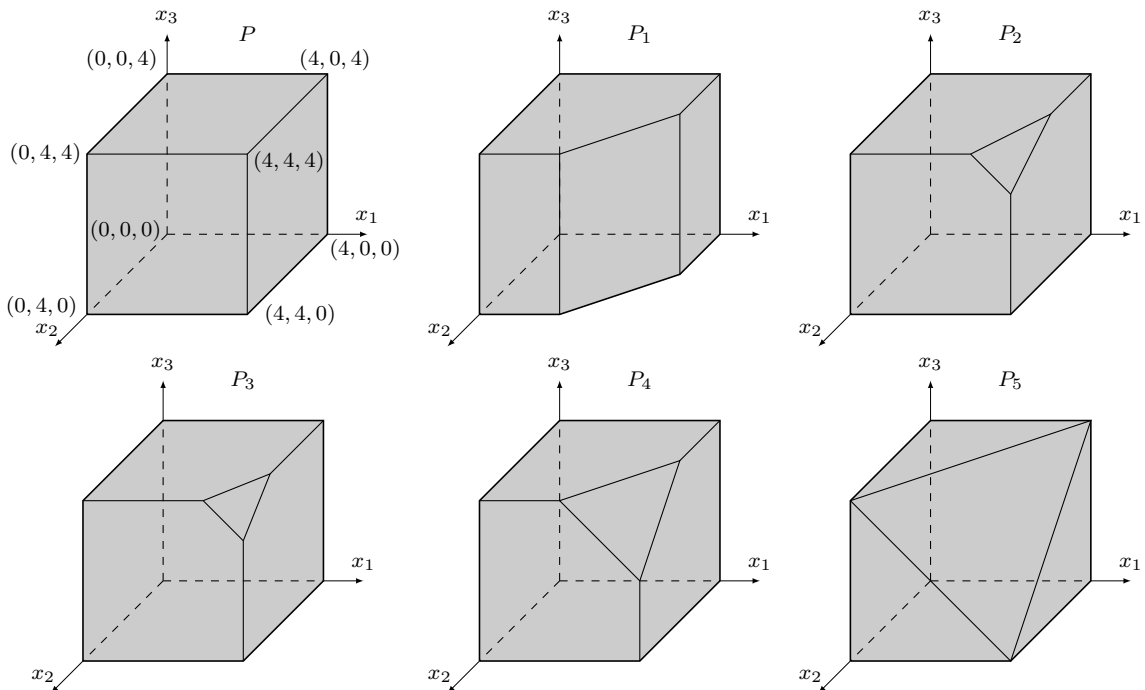 x₃ P
(0, 0, 4) (4, 0, 4)
(0, 4, 4) (4, 4, 4)
(0, 0, 0) x₁
(4, 0, 0)
(0, 4, 0) (4, 4, 0)
x₂
x₃ P₁
x₁
x₂
x₃ P₂
x₁
x₂
x₃ P₃
x₁
x₂
x₃ P₄
x₁
x₂
x₃ P₅
x₁
x₂